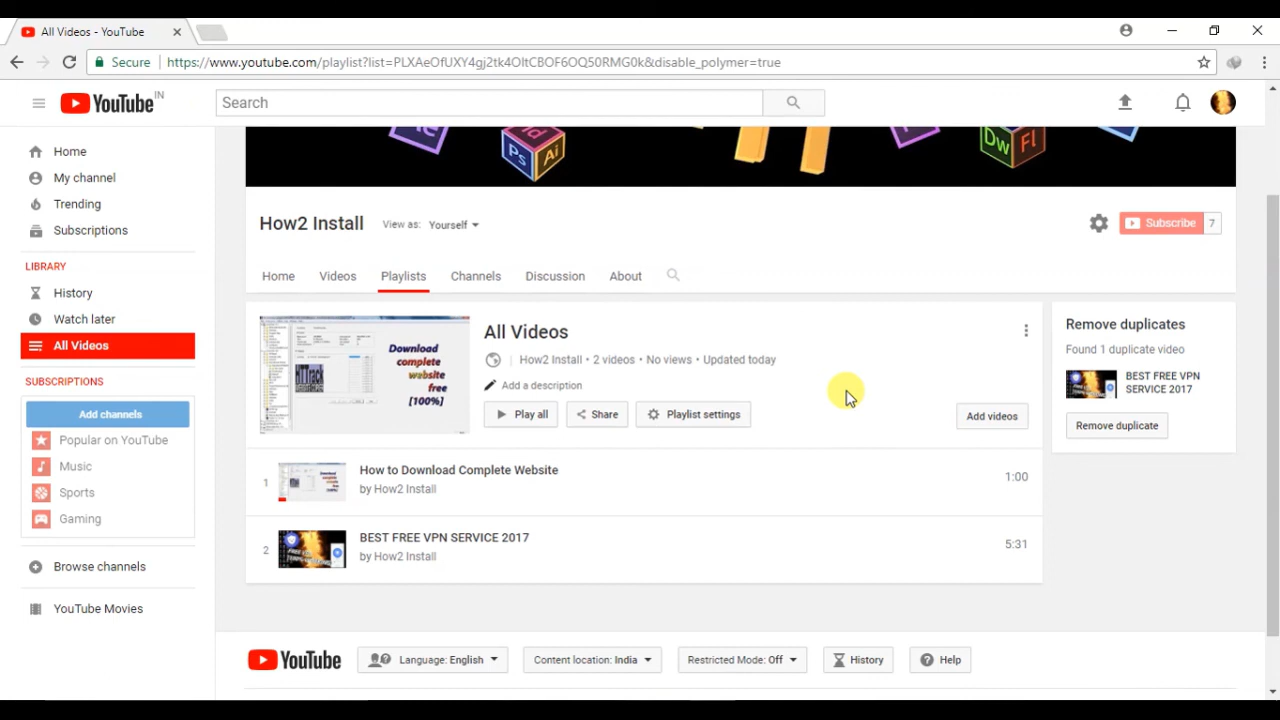 All Videos - YouTube
Secure
https://www.youtube.com/playlist?list=PLXAeOfUXY4gj2tk4OltCBOF6OQ50RMG0k&disable_polymer=true
YouTube IN
Search
Home
My channel
Trending
Subscriptions
LIBRARY
History
Watch later
All Videos
SUBSCRIPTIONS
Add channels
Popular on YouTube
Music
Sports
Gaming
Browse channels
YouTube Movies
Ps
Ai
Id
Dw
Fl
How2 Install
View as: Yourself
Subscribe 7
Home Videos Playlists Channels Discussion About
Download
complete
website
free
[100%]
HTTrack
All Videos
How2 Install • 2 videos • No views • Updated today
Add a description
Play all
Share
Playlist settings
Add videos
1
How to Download Complete Website
by How2 Install
1:00
2
BEST FREE VPN SERVICE 2017
by How2 Install
5:31
Remove duplicates
Found 1 duplicate video
BEST FREE VPN
SERVICE 2017
Remove duplicate
YouTube
Language: English
Content location: India
Restricted Mode: Off
History
Help